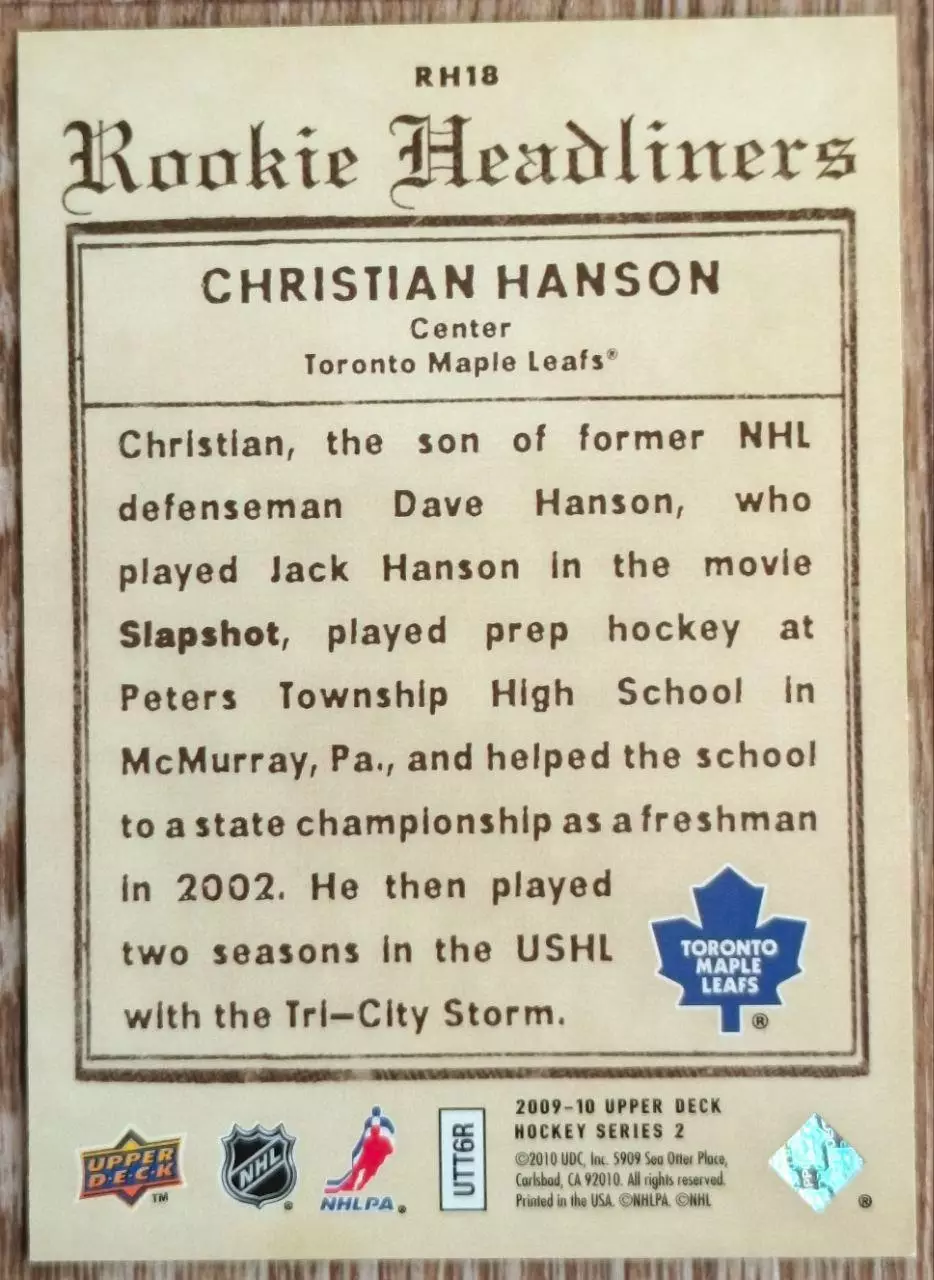 RH18
Rookie Headliners
CHRISTIAN HANSON
Center
Toronto Maple Leafs®
Christian, the son of former NHL
defenseman Dave Hanson, who
played Jack Hanson in the movie
Slapshot, played prep hockey at
Peters Township High School in
McMurray, Pa., and helped the school
to a state championship as a freshman
in 2002. He then played
two seasons in the USHL
with the Tri-City Storm.
TORONTO
MAPLE
LEAFS
®
UPPER
DECK
TM
NHL
®
NHLPA®
UTT6R
2009-10 UPPER DECK
HOCKEY SERIES 2
©2010 UDC, Inc. 5909 Sea Otter Place,
Carlsbad, CA 92010. All rights reserved.
Printed in the USA. ©NHLPA. ©NHL
®